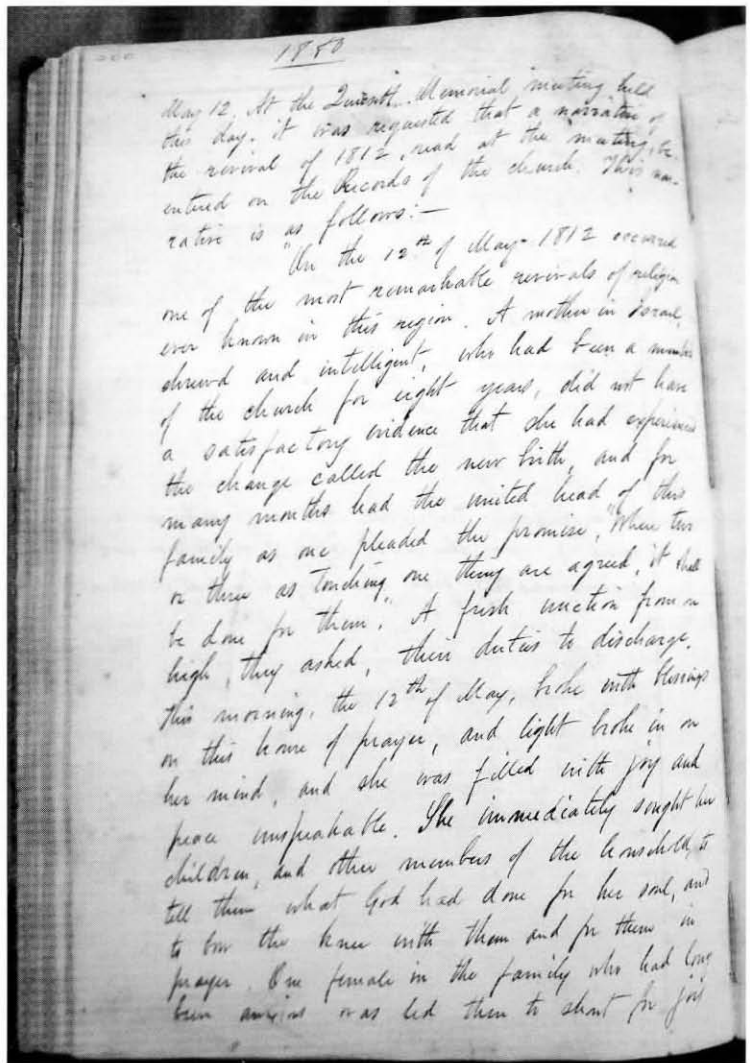 1880
May 12. At the Memorial meeting held
this day, it was requested that a narrative of
the revival of 1812, read at the meeting, be
entered on the Records of the church. This nar-
rative is as follows:—
"On the 12th of May 1812 occurred
one of the most remarkable revivals of religion
ever known in this region. A mother in Israel,
shrewd and intelligent, who had been a member
of the church for eight years, did not have
a satisfactory evidence that she had experienced
the change called the new birth, and for
many months had the united head of this
family as one pleaded the promise, "Where two
or three as touching one thing are agreed, it shall
be done for them." A fresh unction from on
high, they asked, their duties to discharge.
This morning, the 12th of May, broke with blessings
on this house of prayer, and light broke in on
her mind, and she was filled with joy and
peace unspeakable. She immediately sought her
children, and other members of the household, to
tell them what God had done for her soul, and
to bow the knee with them and for them in
prayer. One female in the family who had long
been anxious was led then to shout for joy